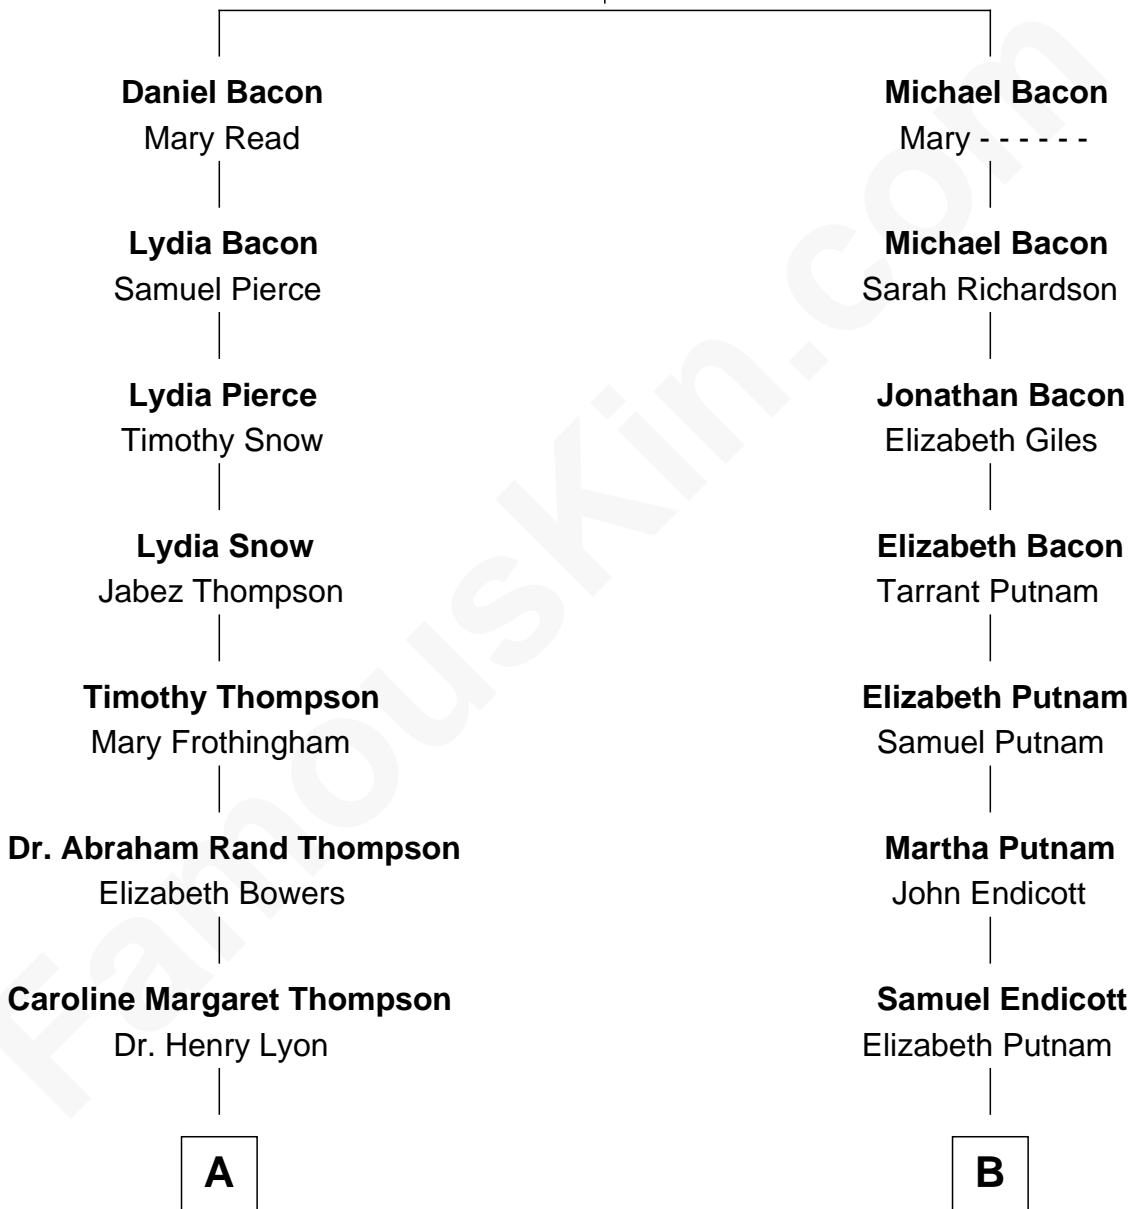 Daniel Bacon
Mary Read
Michael Bacon
Mary - - - - - -
Lydia Bacon
Samuel Pierce
Michael Bacon
Sarah Richardson
Lydia Pierce
Timothy Snow
Jonathan Bacon
Elizabeth Giles
Lydia Snow
Jabez Thompson
Elizabeth Bacon
Tarrant Putnam
Timothy Thompson
Mary Frothingham
Elizabeth Putnam
Samuel Putnam
Dr. Abraham Rand Thompson
Elizabeth Bowers
Martha Putnam
John Endicott
Caroline Margaret Thompson
Dr. Henry Lyon
Samuel Endicott
Elizabeth Putnam
A
B
FamousKin.com